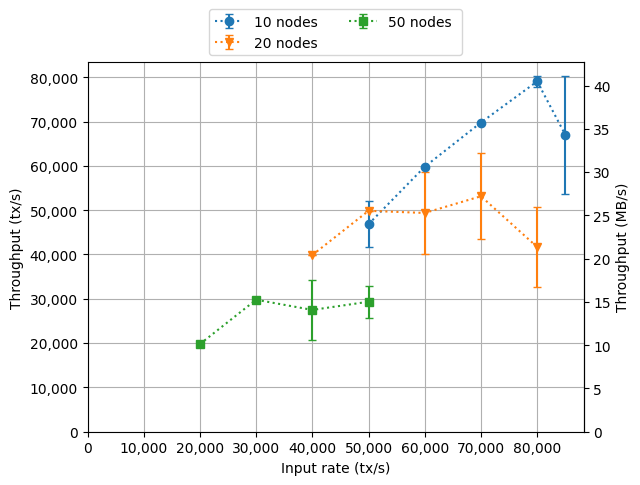 10 nodes
20 nodes
50 nodes
80,000
70,000
60,000
50,000
40,000
30,000
20,000
10,000
0
Throughput (tx/s)
40
35
30
25
20
15
10
5
0
Throughput (MB/s)
0 10,000 20,000 30,000 40,000 50,000 60,000 70,000 80,000
Input rate (tx/s)